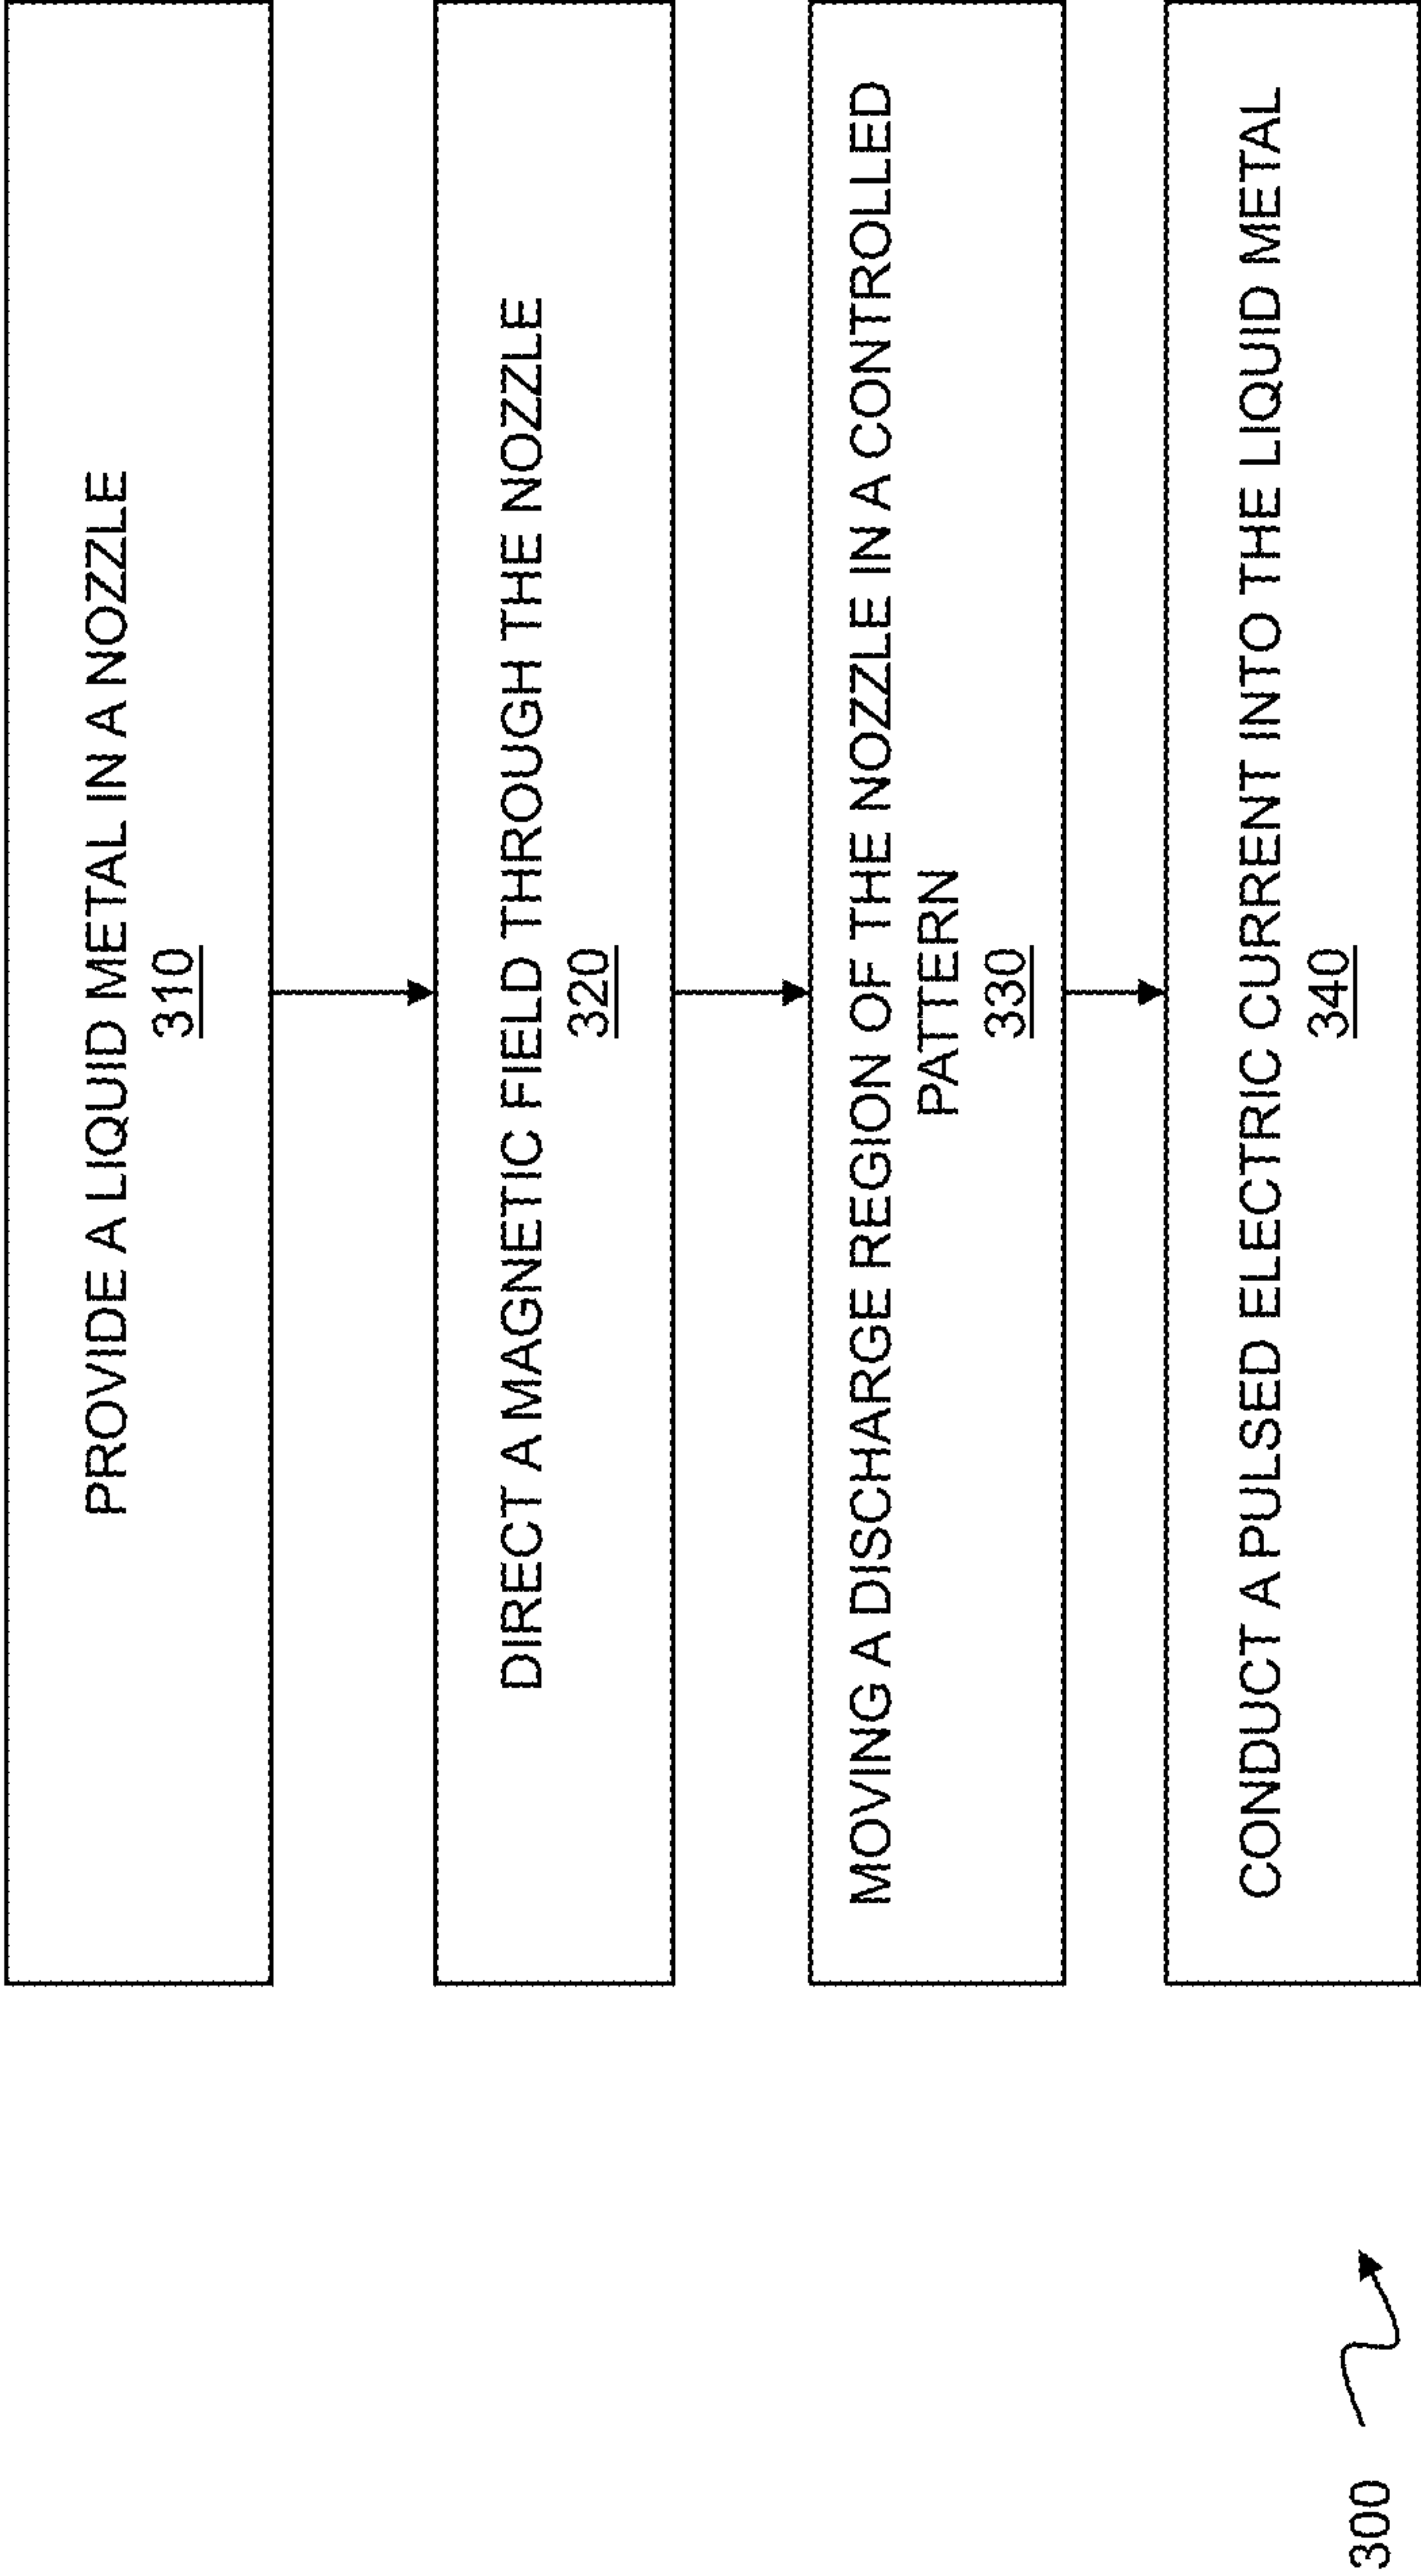 PROVIDE A LIQUID METAL IN A NOZZLE
310
DIRECT A MAGNETIC FIELD THROUGH THE NOZZLE
320
MOVING A DISCHARGE REGION OF THE NOZZLE IN A CONTROLLED
PATTERN
330
CONDUCT A PULSED ELECTRIC CURRENT INTO THE LIQUID METAL
340
300